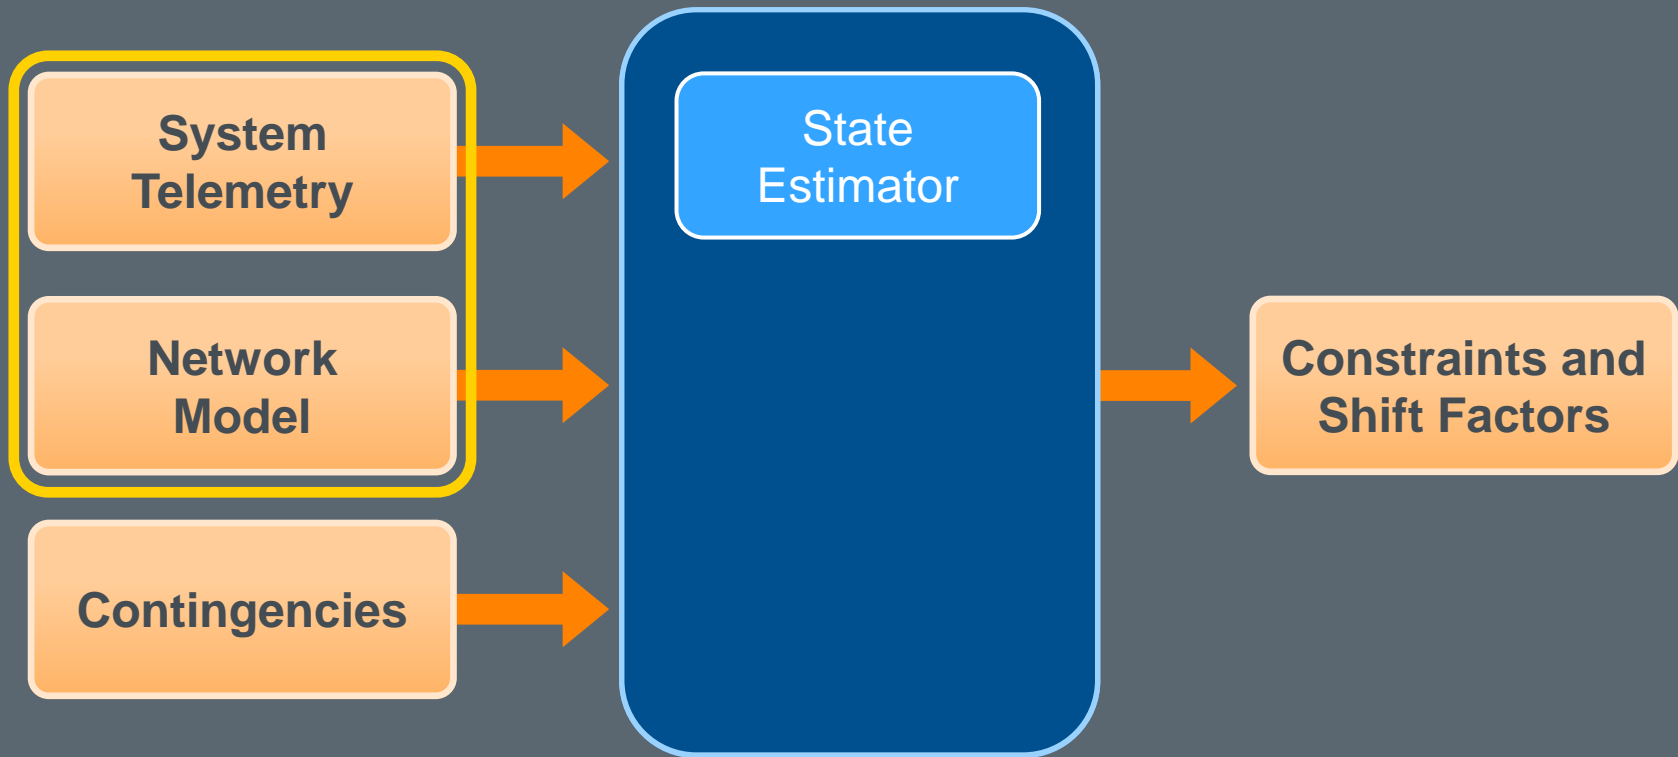 System
Telemetry
State
Estimator
Network
Model
Constraints and
Shift Factors
Contingencies